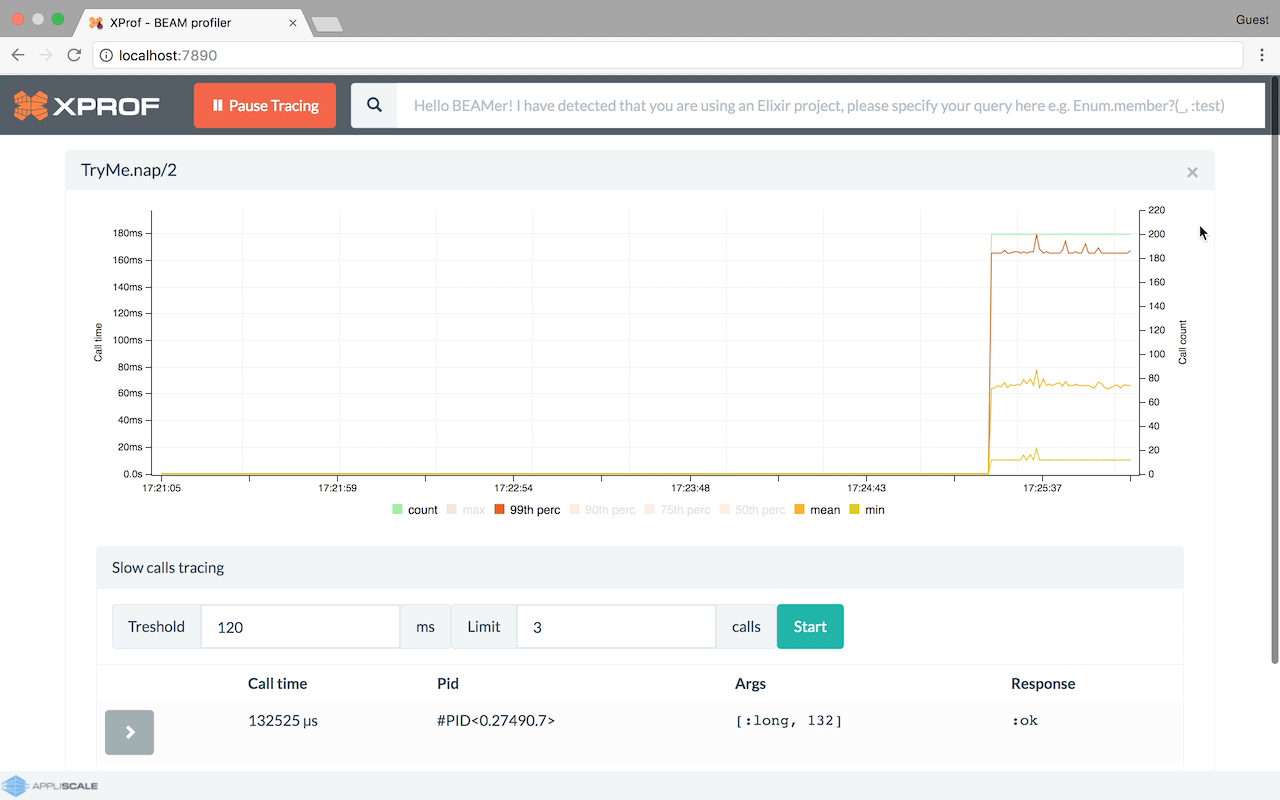 XProf - BEAM profiler
Guest
localhost:7890
XPROF
Pause Tracing
Hello BEAMer! I have detected that you are using an Elixir project, please specify your query here e.g. Enum.member?(_, :test)
TryMe.nap/2
180ms
160ms
140ms
120ms
100ms
80ms
60ms
40ms
20ms
0.0s
Call time
220
200
180
160
140
120
100
80
60
40
20
0
Call count
17:21:05 17:21:59 17:22:54 17:23:48 17:24:43 17:25:37
count max 99th perc 90th perc 75th perc 50th perc mean min
Slow calls tracing
Treshold 120 ms Limit 3 calls Start
Call time Pid Args Response
132525 µs #PID<0.27490.7> [:long, 132] :ok
APPLISCALE